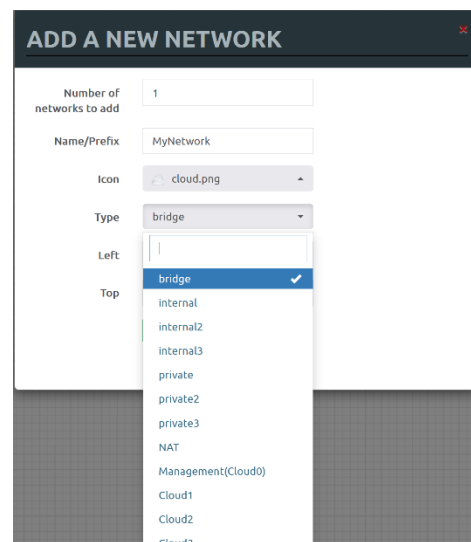 ADD A NEW NETWORK
Number of
networks to add
1
Name/Prefix
MyNetwork
Icon
cloud.png
Type
bridge
Left
Top
bridge
internal
internal2
internal3
private
private2
private3
NAT
Management(Cloud0)
Cloud1
Cloud2